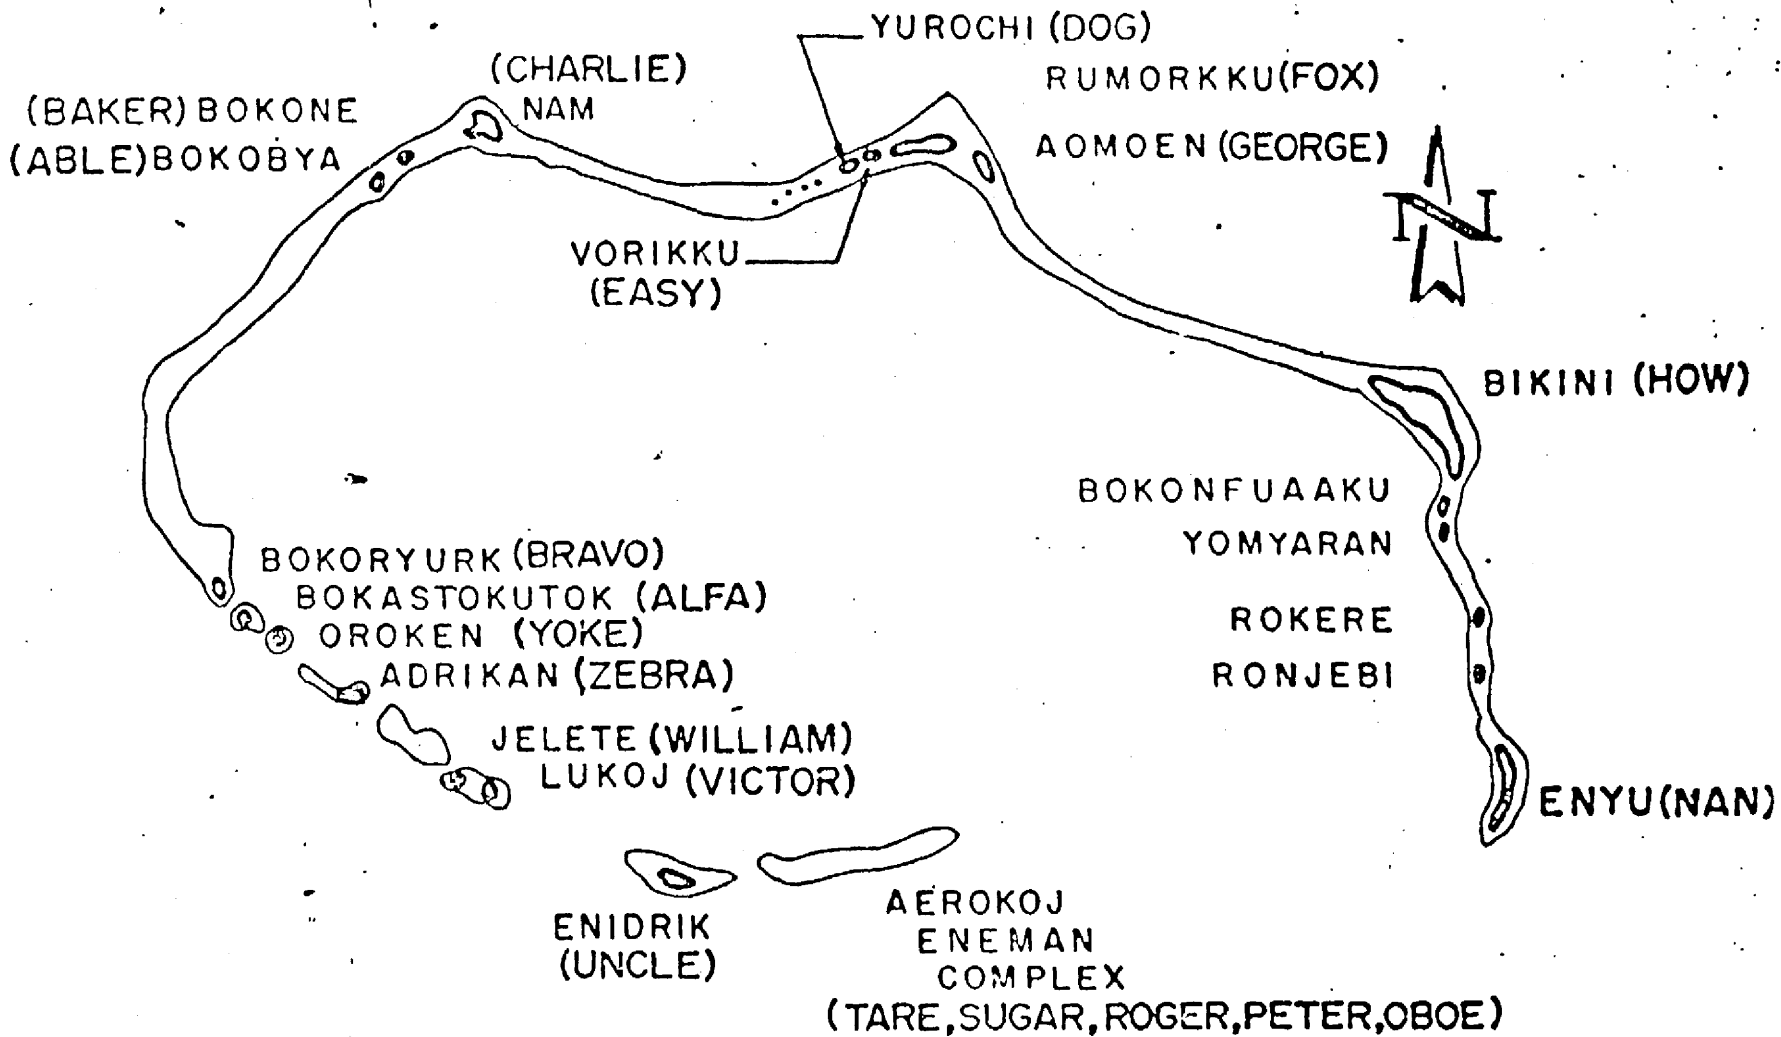 YUROCHI (DOG)
(CHARLIE)
NAM
RUMORKKU(FOX)
(BAKER) BOKONE
(ABLE)BOKOBYA
AOMOEN (GEORGE)
N
VORIKKU
(EASY)
BIKINI (HOW)
BOKONFUAAKU
YOMYARAN
BOKORYURK (BRAVO)
BOKASTOKUTOK (ALFA)
OROKEN (YOKE)
ROKERE
ADRIKAN (ZEBRA)
RONJEBI
JELETE (WILLIAM)
LUKOJ (VICTOR)
ENYU(NAN)
ENIDRIK
(UNCLE)
AEROKOJ
ENEMAN
COMPLEX
(TARE, SUGAR, ROGER, PETER, OBOE)